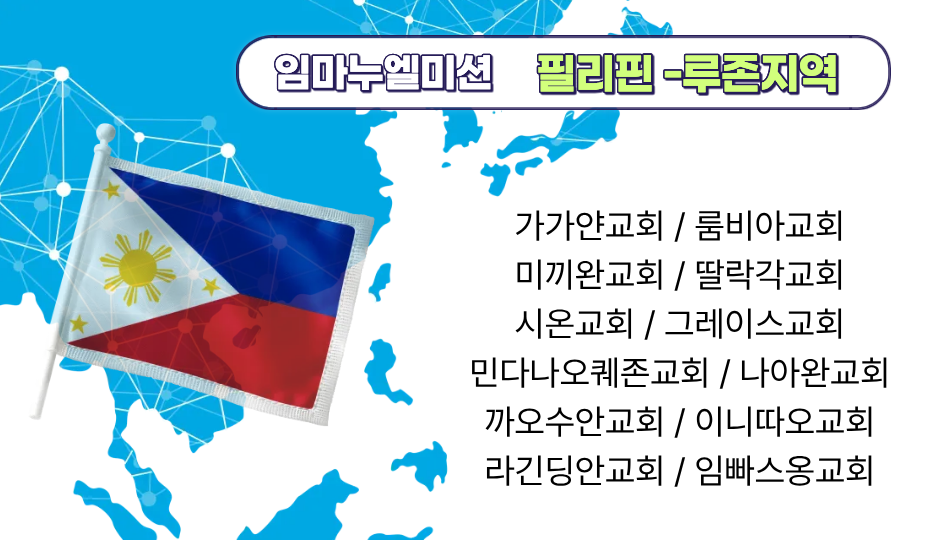 임마누엘미션 필리핀 -루존지역
가가얀교회 / 룸비아교회
미끼완교회 / 딸락각교회
시온교회 / 그레이스교회
민다나오퀘존교회 / 나아완교회
까오수안교회 / 이니따오교회
라긴딩안교회 / 임빠스옹교회